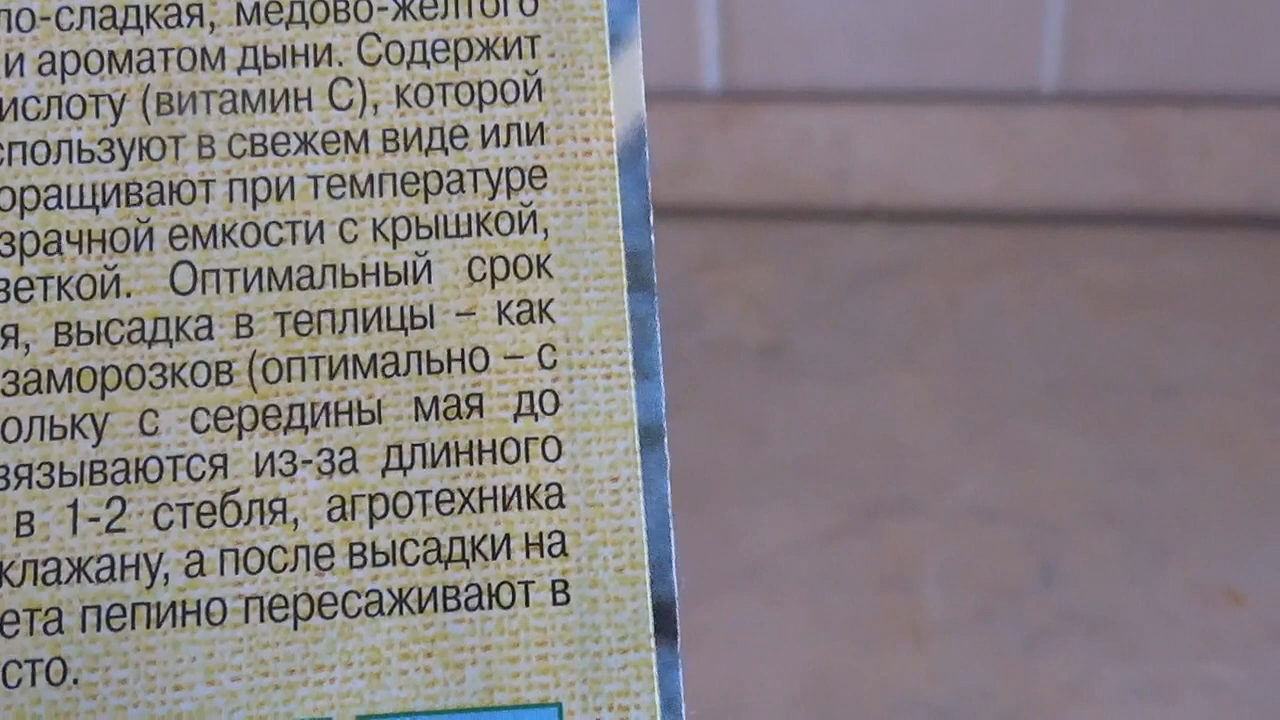 ло-сладкая, медово-желтого
и ароматом дыни. Содержит
ислоту (витамин С), которой
спользуют в свежем виде или
оращивают при температуре
зрачной емкости с крышкой,
веткой. Оптимальный срок
я, высадка в теплицы – как
заморозков (оптимально – с
ольку с середины мая до
вязываются из-за длинного
в 1-2 стебля, агротехника
клажану, а после высадки на
ета пепино пересаживают в
сто.